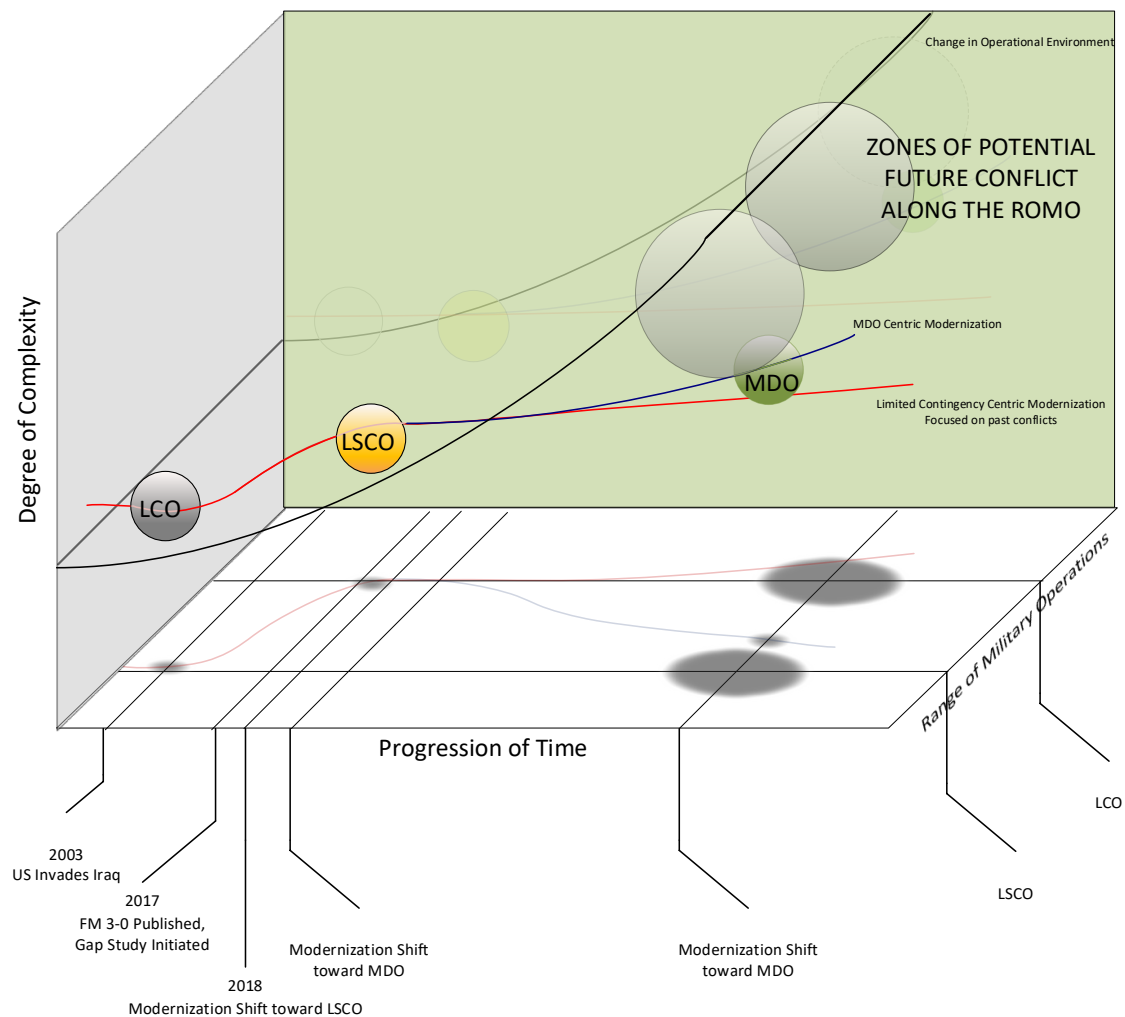 Change in Operational Environment
ZONES OF POTENTIAL
FUTURE CONFLICT
ALONG THE ROMO
Degree of Complexity
MDO Centric Modernization
MDO
Limited Contingency Centric Modernization
Focused on past conflicts
LSCO
LCO
Range of Military Operations
Progression of Time
LCO
2003
US Invades Iraq
LSCO
2017
FM 3-0 Published,
Gap Study Initiated
Modernization Shift
toward MDO
Modernization Shift
toward MDO
2018
Modernization Shift toward LSCO